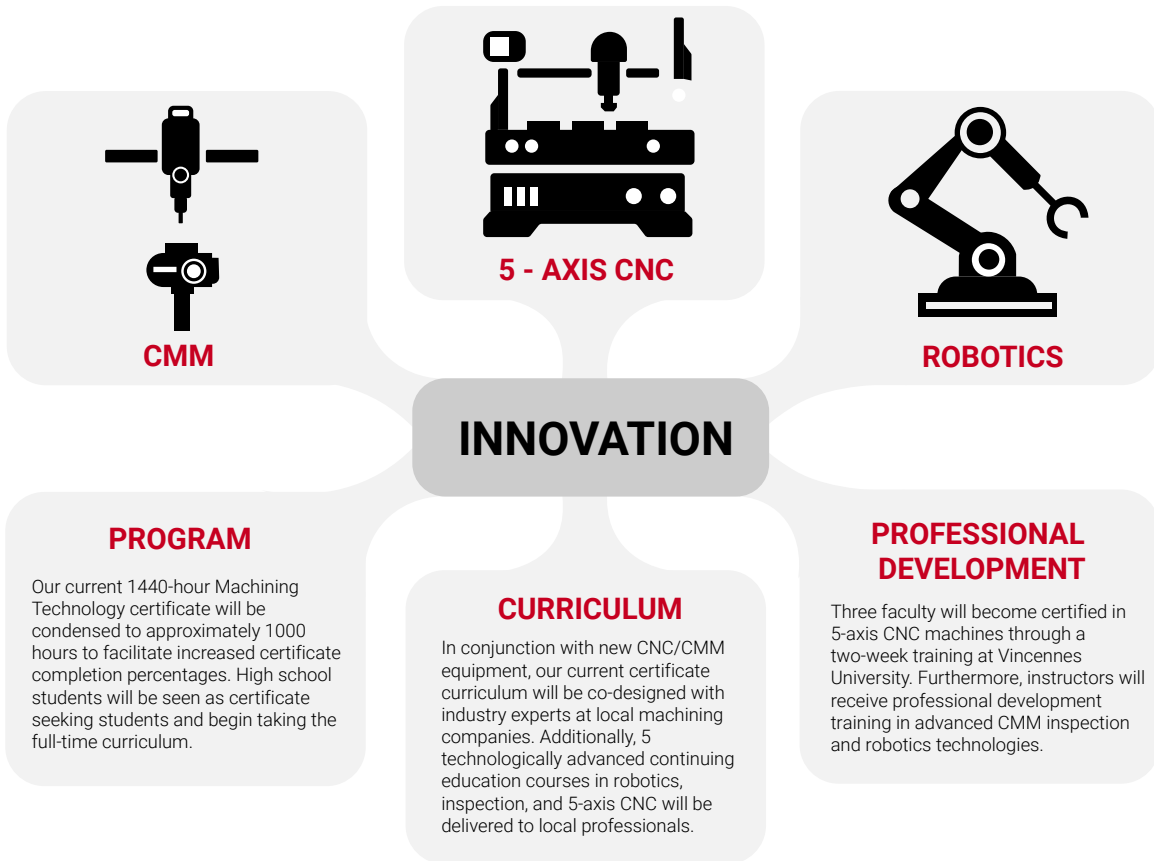 5 - AXIS CNC
CMM
ROBOTICS
INNOVATION
PROGRAM
Our current 1440-hour Machining
Technology certificate will be
condensed to approximately 1000
hours to facilitate increased certificate
completion percentages. High school
students will be seen as certificate
seeking students and begin taking the
full-time curriculum.
CURRICULUM
In conjunction with new CNC/CMM
equipment, our current certificate
curriculum will be co-designed with
industry experts at local machining
companies. Additionally, 5
technologically advanced continuing
education courses in robotics,
inspection, and 5-axis CNC will be
delivered to local professionals.
PROFESSIONAL
DEVELOPMENT
Three faculty will become certified in
5-axis CNC machines through a
two-week training at Vincennes
University. Furthermore, instructors will
receive professional development
training in advanced CMM inspection
and robotics technologies.